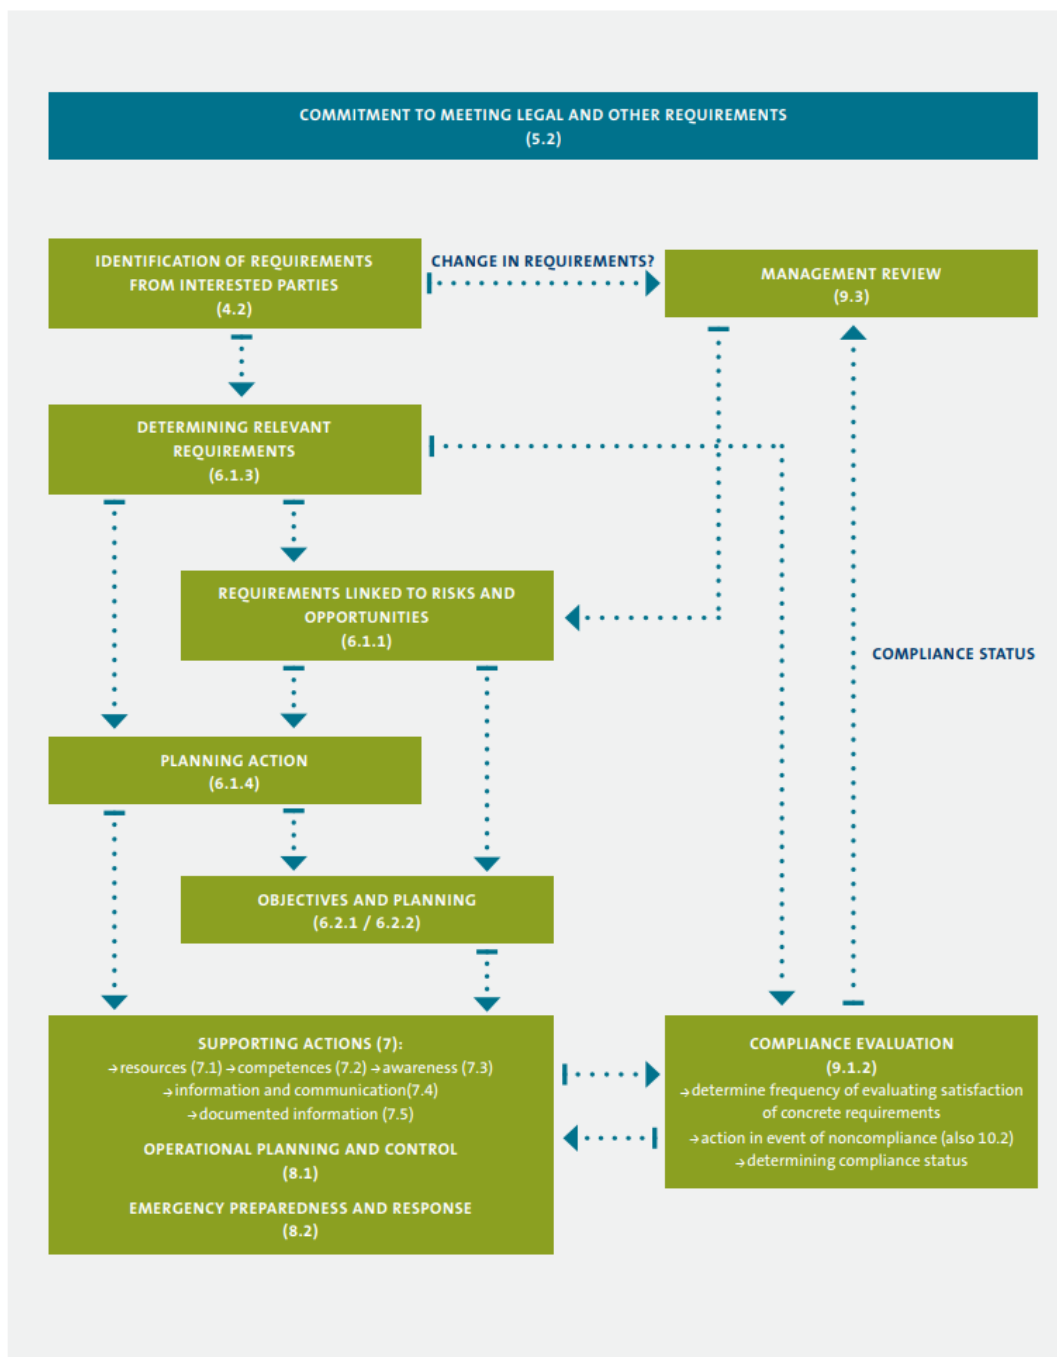 COMMITMENT TO MEETING LEGAL AND OTHER REQUIREMENTS
(5.2)
IDENTIFICATION OF REQUIREMENTS
FROM INTERESTED PARTIES
(4.2)
CHANGE IN REQUIREMENTS?
MANAGEMENT REVIEW
(9.3)
DETERMINING RELEVANT
REQUIREMENTS
(6.1.3)
REQUIREMENTS LINKED TO RISKS AND
OPPORTUNITIES
(6.1.1)
COMPLIANCE STATUS
PLANNING ACTION
(6.1.4)
OBJECTIVES AND PLANNING
(6.2.1 / 6.2.2)
SUPPORTING ACTIONS (7):
→resources (7.1) →competences (7.2) →awareness (7.3)
→information and communication(7.4)
→documented information (7.5)
OPERATIONAL PLANNING AND CONTROL
(8.1)
EMERGENCY PREPAREDNESS AND RESPONSE
(8.2)
COMPLIANCE EVALUATION
(9.1.2)
→determine frequency of evaluating satisfaction
of concrete requirements
→action in event of noncompliance (also 10.2)
→determining compliance status